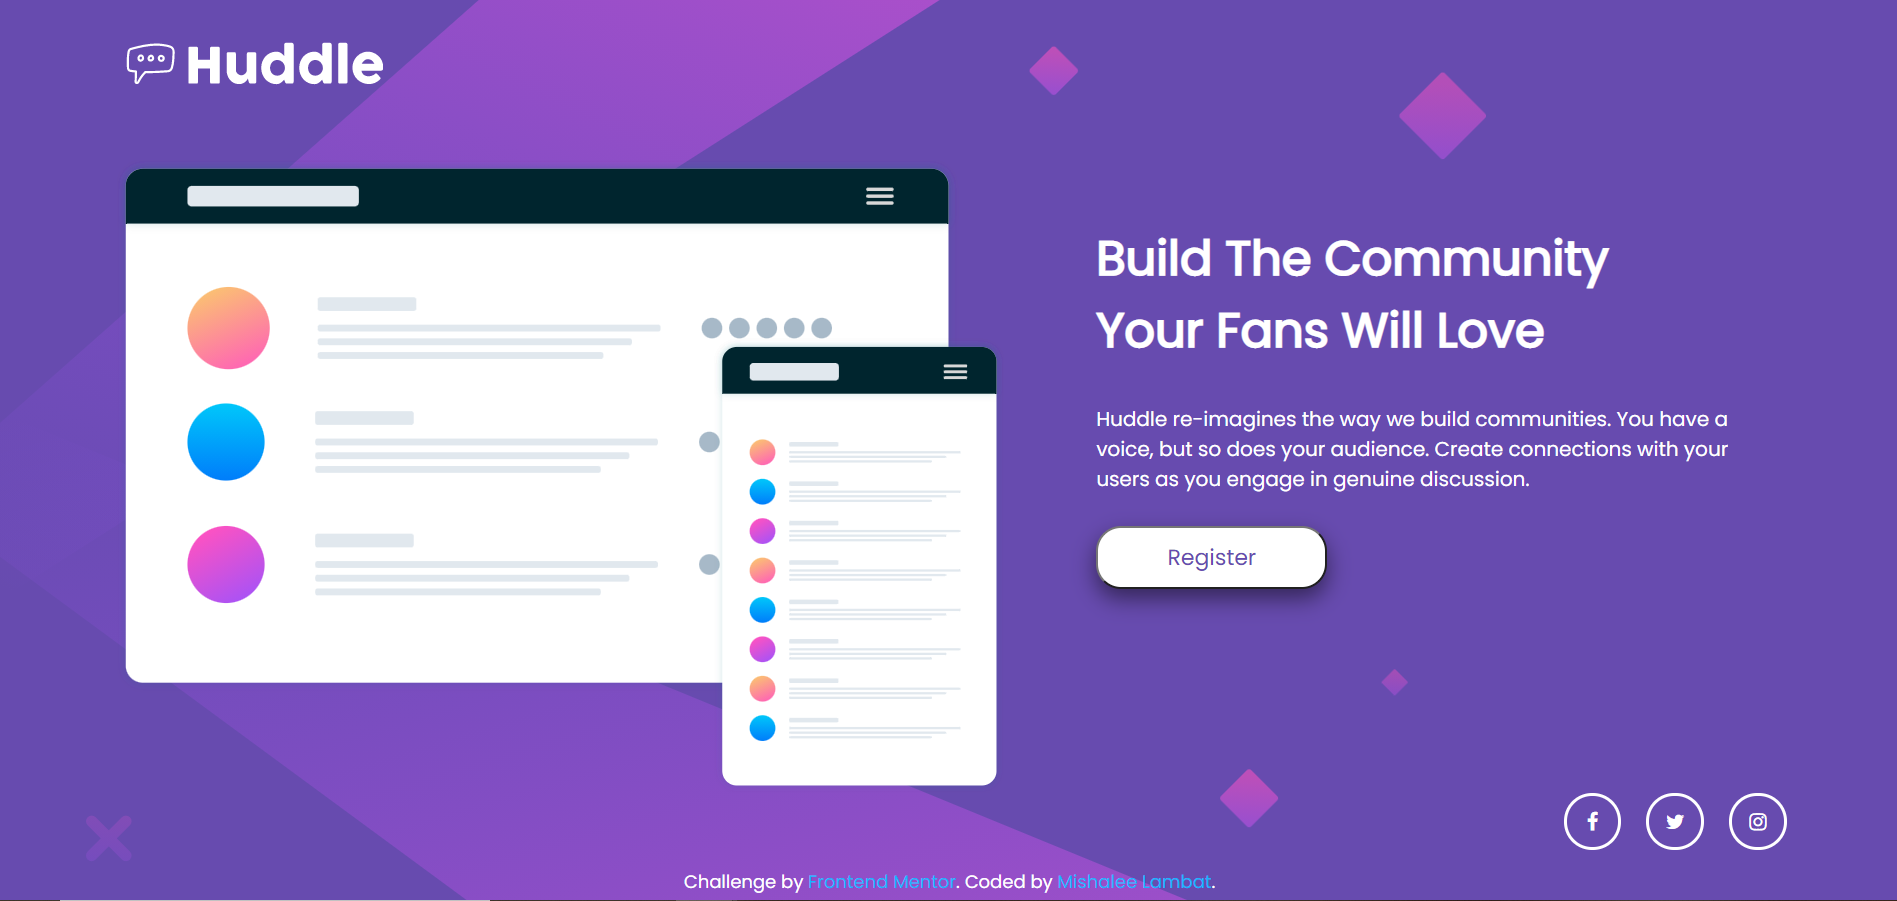 Huddle
Build The Community
Your Fans Will Love
Huddle re-imagines the way we build communities. You have a
voice, but so does your audience. Create connections with your
users as you engage in genuine discussion.
Register
Challenge by Frontend Mentor. Coded by Mishalee Lambat.